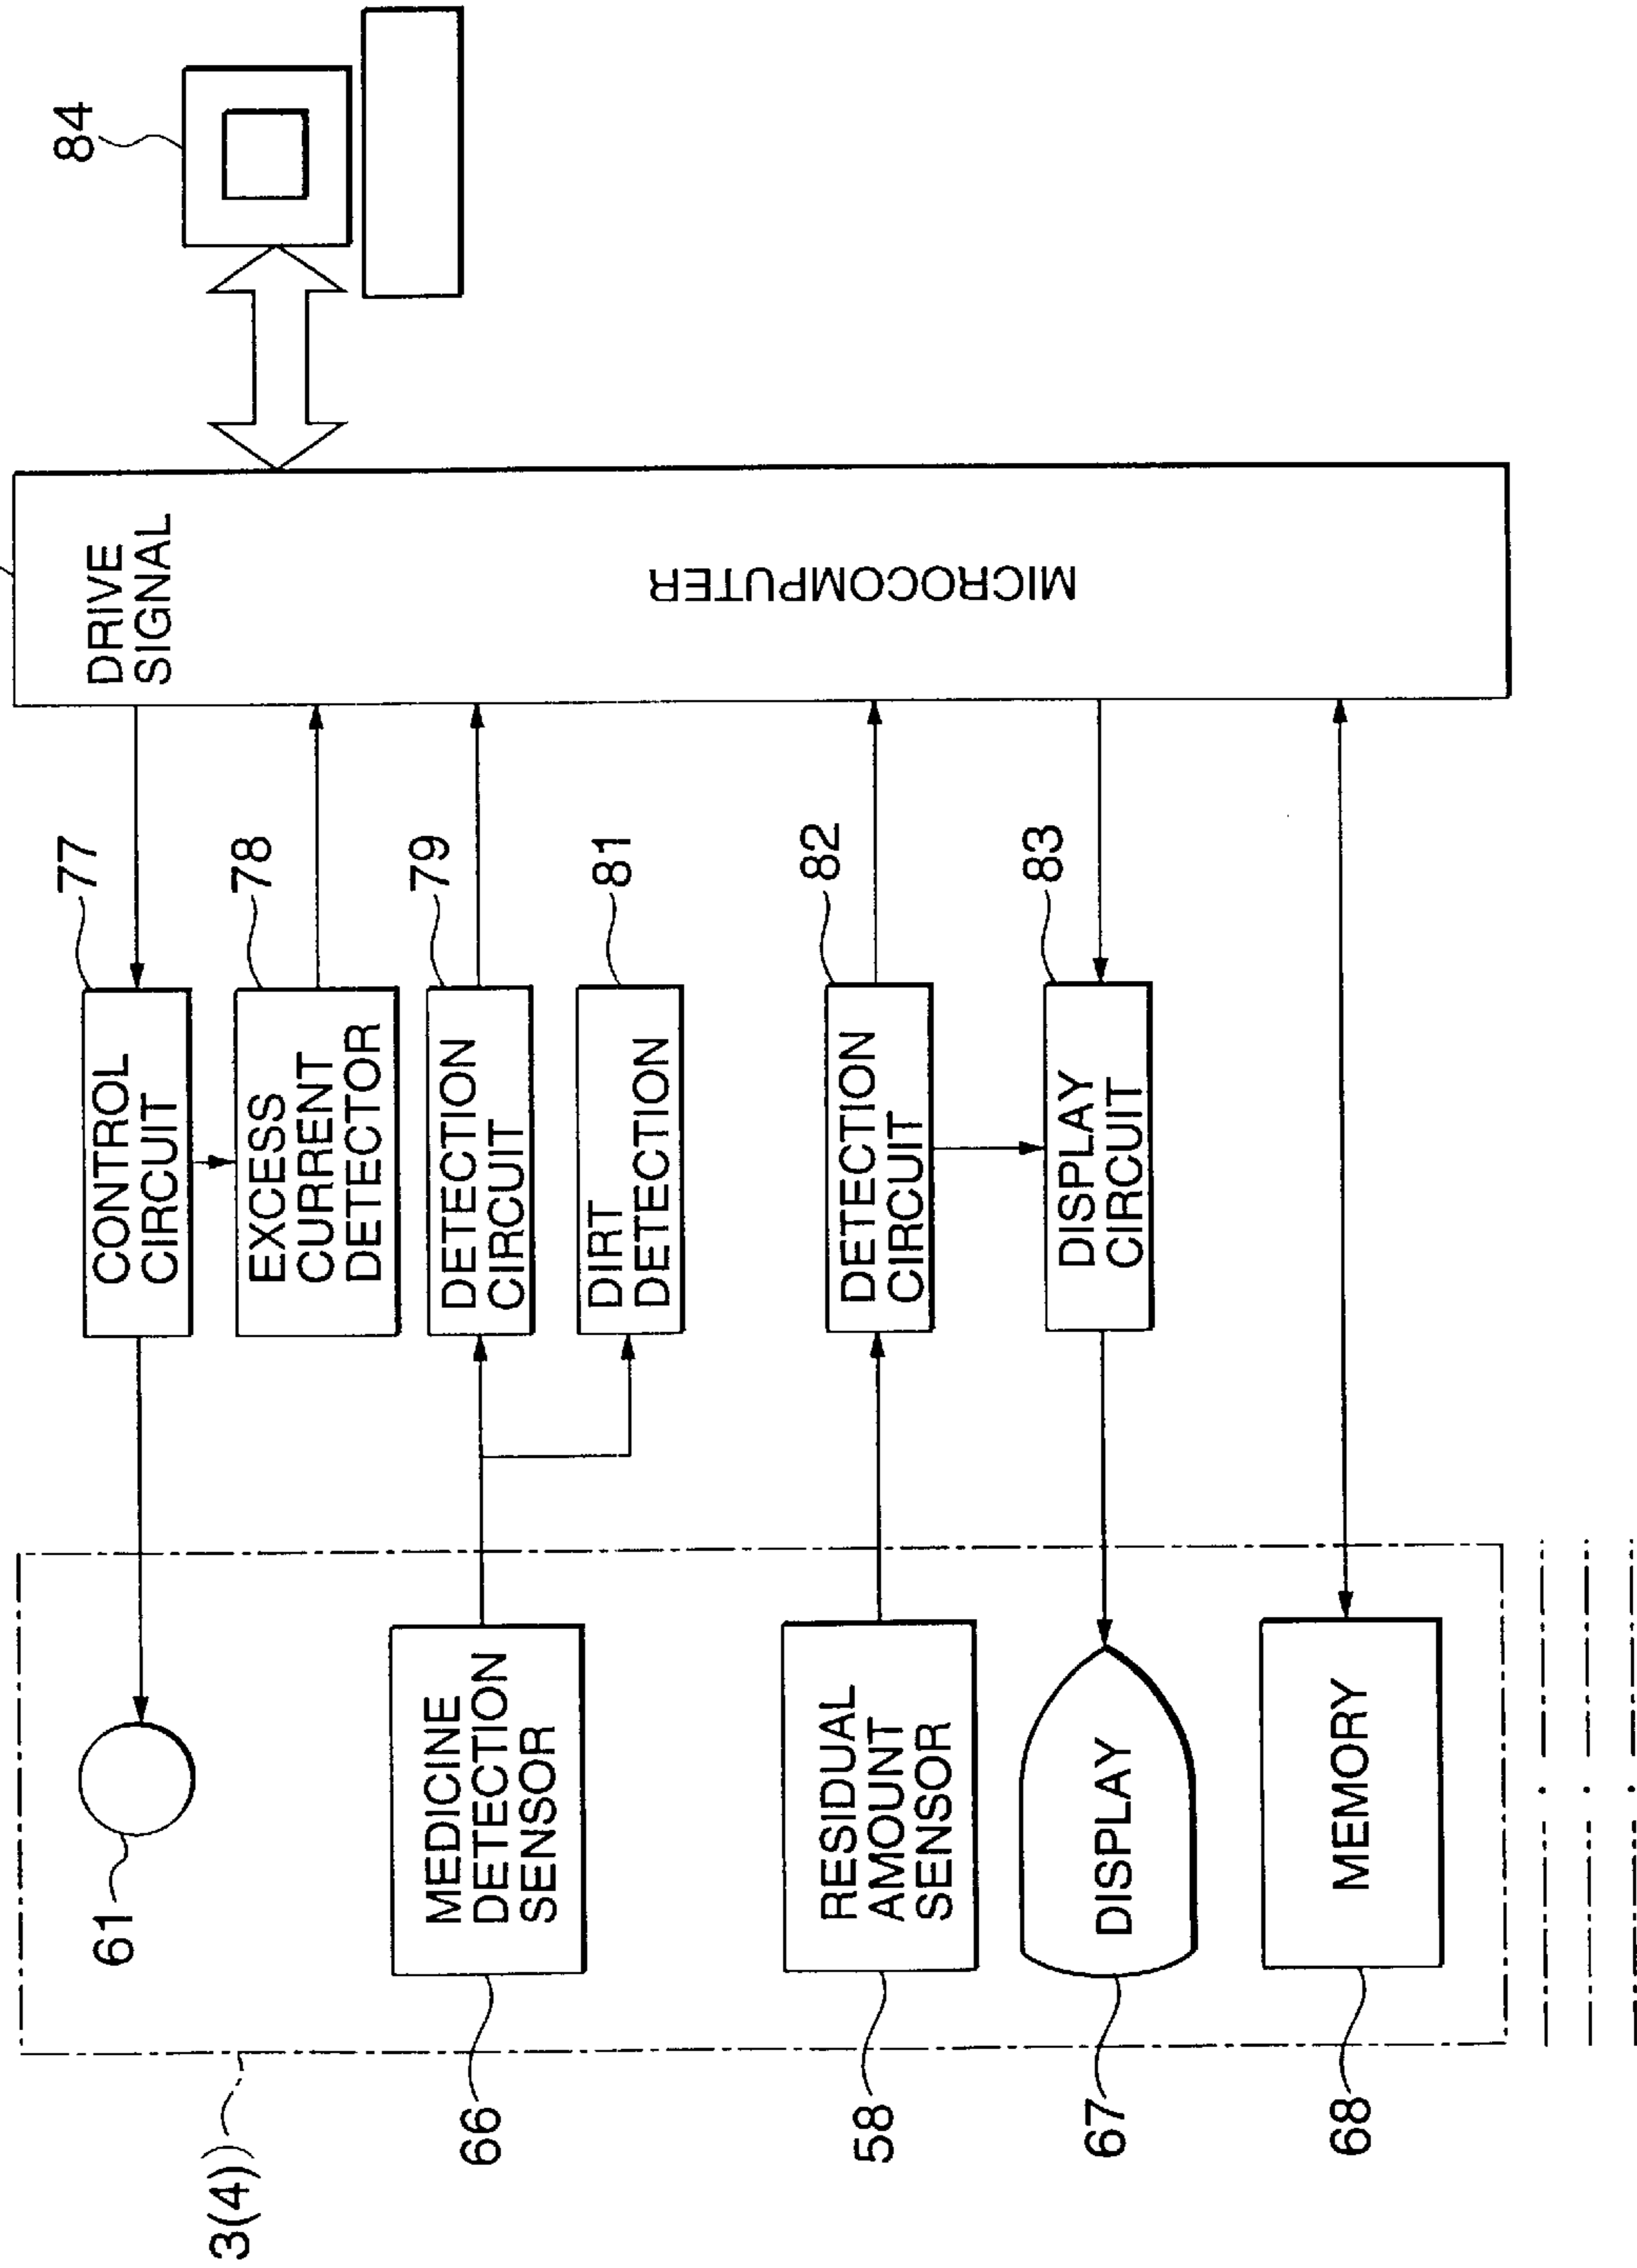 84
DRIVE
SIGNAL
MICROCOMPUTER
77
78
79
81
82
83
CONTROL
CIRCUIT
EXCESS
CURRENT
DETECTOR
DETECTION
CIRCUIT
DIRT
DETECTION
DETECTION
CIRCUIT
DISPLAY
CIRCUIT
61
MEDICINE
DETECTION
SENSOR
RESIDUAL
AMOUNT
SENSOR
DISPLAY
MEMORY
3(4)
66
58
67
68